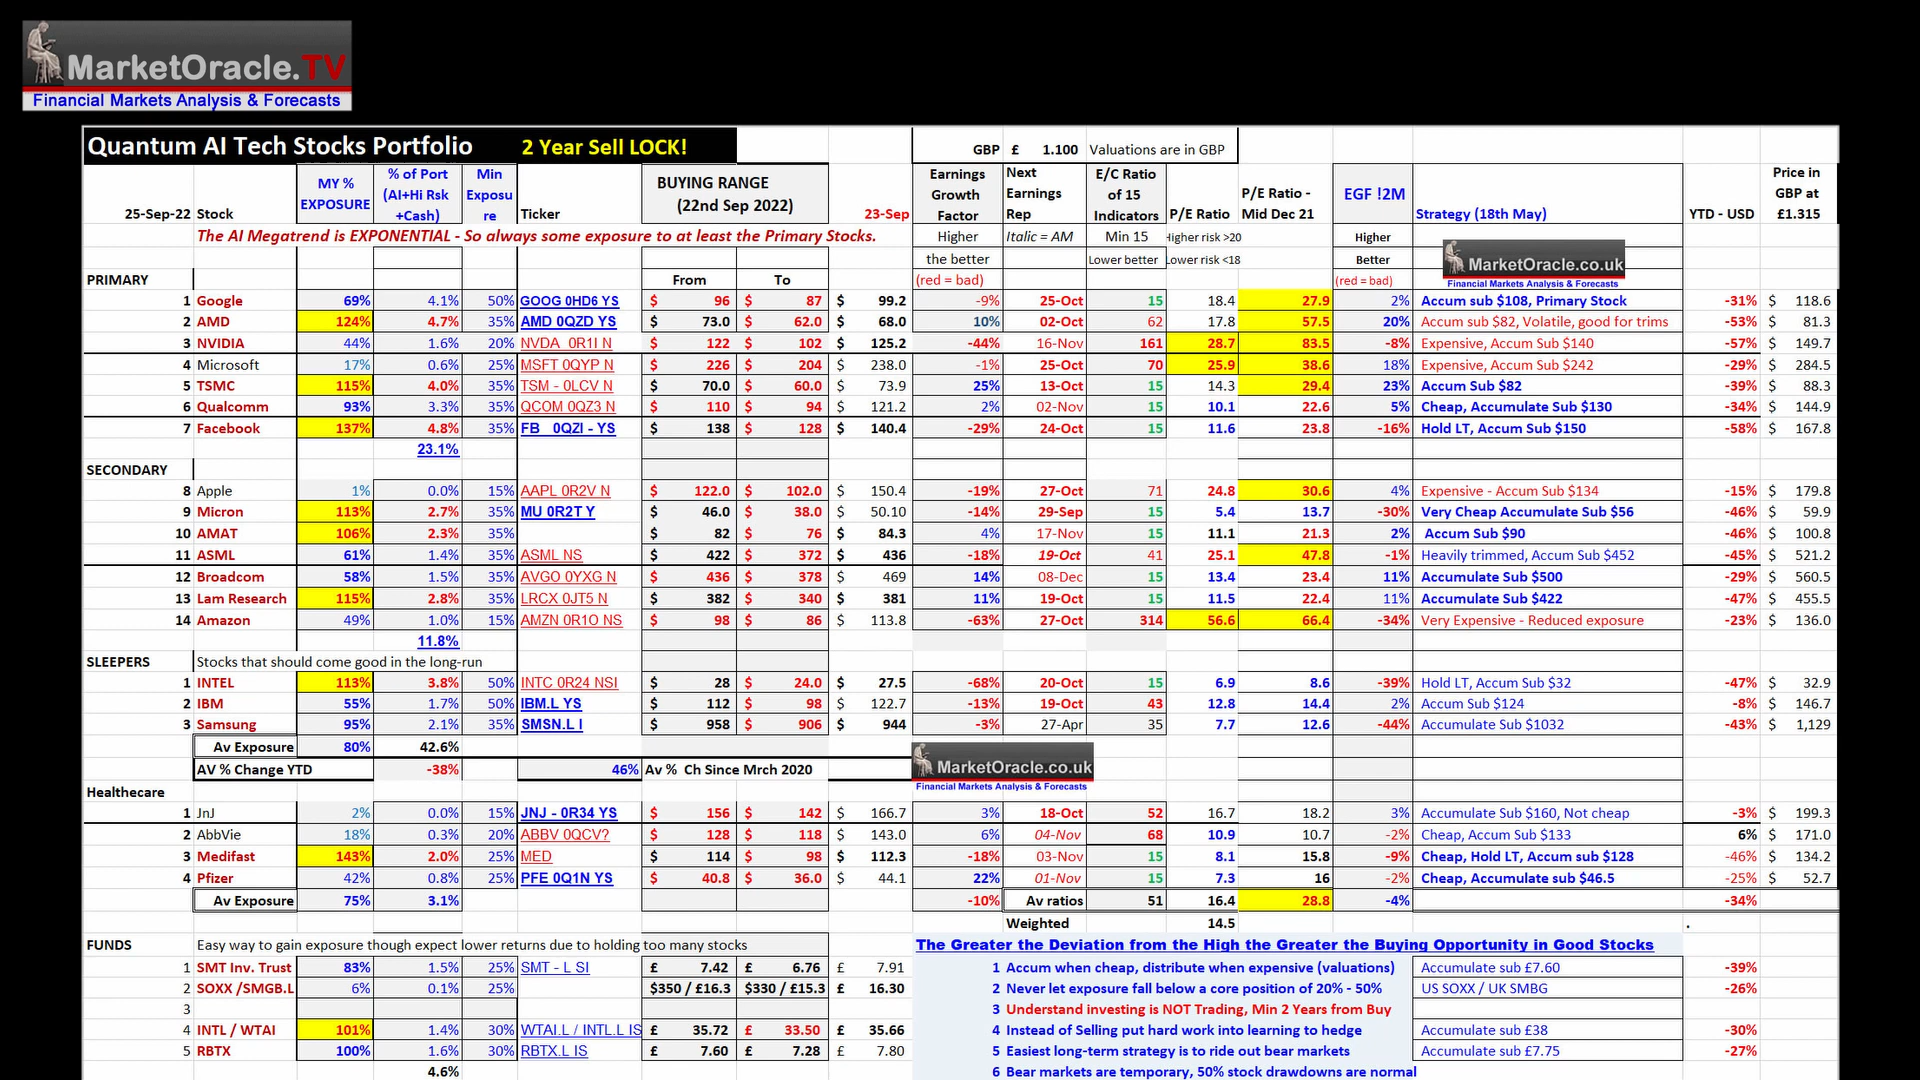 MarketOracle.TV
Financial Markets Analysis & Forecasts
Quantum AI Tech Stocks Portfolio 2 Year Sell LOCK! GBP £ 1.100 Valuations are in GBP
25-Sep-22 Stock MY % EXPOSURE % of Port (AI+Hi Rsk +Cash) Min Exposu re Ticker BUYING RANGE (22nd Sep 2022) 23-Sep Earnings Growth Factor Next Earnings Rep E/C Ratio of 15 Indicators P/E Ratio P/E Ratio - Mid Dec 21 EGF !2M Strategy (18th May) YTD - USD Price in GBP at £1.315
The AI Megatrend is EXPONENTIAL - So always some exposure to at least the Primary Stocks. Higher Italic = AM Min 15 Higher risk >20 Higher
the better Lower better Lower risk <18 Better MarketOracle.co.uk
PRIMARY From To (red = bad) (red = bad) Financial Markets Analysis & Forecasts
1 Google 69% 4.1% 50% GOOG 0HD6 YS $ 96 $ 87 $ 99.2 -9% 25-Oct 15 18.4 27.9 2% Accum sub $108, Primary Stock -31% $ 118.6
2 AMD 124% 4.7% 35% AMD 0QZD YS $ 73.0 $ 62.0 $ 68.0 10% 02-Oct 62 17.8 57.5 20% Accum sub $82, Volatile, good for trims -53% $ 81.3
3 NVIDIA 44% 1.6% 20% NVDA 0R1I N $ 122 $ 102 $ 125.2 -44% 16-Nov 161 28.7 83.5 -8% Expensive, Accum Sub $140 -57% $ 149.7
4 Microsoft 17% 0.6% 25% MSFT 0QYP N $ 226 $ 204 $ 238.0 -1% 25-Oct 70 25.9 38.6 18% Expensive, Accum Sub $242 -29% $ 284.5
5 TSMC 115% 4.0% 35% TSM - 0LCV N $ 70.0 $ 60.0 $ 73.9 25% 13-Oct 15 14.3 29.4 23% Accum Sub $82 -39% $ 88.3
6 Qualcomm 93% 3.3% 35% QCOM 0QZ3 N $ 110 $ 94 $ 121.2 2% 02-Nov 15 10.1 22.6 5% Cheap, Accumulate Sub $130 -34% $ 144.9
7 Facebook 137% 4.8% 35% FB 0QZI - YS $ 138 $ 128 $ 140.4 -29% 24-Oct 15 11.6 23.8 -16% Hold LT, Accum Sub $150 -58% $ 167.8
23.1%
SECONDARY
8 Apple 1% 0.0% 15% AAPL 0R2V N $ 122.0 $ 102.0 $ 150.4 -19% 27-Oct 71 24.8 30.6 4% Expensive - Accum Sub $134 -15% $ 179.8
9 Micron 113% 2.7% 35% MU 0R2T Y $ 46.0 $ 38.0 $ 50.10 -14% 29-Sep 15 5.4 13.7 -30% Very Cheap Accumulate Sub $56 -46% $ 59.9
10 AMAT 106% 2.3% 35% $ 82 $ 76 $ 84.3 4% 17-Nov 15 11.1 21.3 2% Accum Sub $90 -46% $ 100.8
11 ASML 61% 1.4% 35% ASML NS $ 422 $ 372 $ 436 -18% 19-Oct 41 25.1 47.8 -1% Heavily trimmed, Accum Sub $452 -45% $ 521.2
12 Broadcom 58% 1.5% 35% AVGO 0YXG N $ 436 $ 378 $ 469 14% 08-Dec 15 13.4 23.4 11% Accumulate Sub $500 -29% $ 560.5
13 Lam Research 115% 2.8% 35% LRCX 0JT5 N $ 382 $ 340 $ 381 11% 19-Oct 15 11.5 22.4 11% Accumulate Sub $422 -47% $ 455.5
14 Amazon 49% 1.0% 15% AMZN 0R1O NS $ 98 $ 86 $ 113.8 -63% 27-Oct 314 56.6 66.4 -34% Very Expensive - Reduced exposure -23% $ 136.0
11.8%
SLEEPERS Stocks that should come good in the long-run
1 INTEL 113% 3.8% 50% INTC 0R24 NSI $ 28 $ 24.0 $ 27.5 -68% 20-Oct 15 6.9 8.6 -39% Hold LT, Accum Sub $32 -47% $ 32.9
2 IBM 55% 1.7% 50% IBM.L YS $ 112 $ 98 $ 122.7 -13% 19-Oct 43 12.8 14.4 2% Accum Sub $124 -8% $ 146.7
3 Samsung 95% 2.1% 35% SMSN.L I $ 958 $ 906 $ 944 -3% 27-Apr 35 7.7 12.6 -44% Accumulate Sub $1032 -43% $ 1,129
Av Exposure 80% 42.6%
AV % Change YTD -38% 46% Av % Ch Since Mrch 2020 MarketOracle.co.uk
Healthcare Financial Markets Analysis & Forecasts
1 JnJ 2% 0.0% 15% JNJ - 0R34 YS $ 156 $ 142 $ 166.7 3% 18-Oct 52 16.7 18.2 3% Accumulate Sub $160, Not cheap -3% $ 199.3
2 AbbVie 18% 0.3% 20% ABBV 0QCV? $ 128 $ 118 $ 143.0 6% 04-Nov 68 10.9 10.7 -2% Cheap, Accum Sub $133 6% $ 171.0
3 Medifast 143% 2.0% 25% MED $ 114 $ 98 $ 112.3 -18% 03-Nov 15 8.1 15.8 -9% Cheap, Hold LT, Accum sub $128 -46% $ 134.2
4 Pfizer 42% 0.8% 25% PFE 0Q1N YS $ 40.8 $ 36.0 $ 44.1 22% 01-Nov 15 7.3 16 -2% Cheap, Accumulate sub $46.5 -25% $ 52.7
Av Exposure 75% 3.1% -10% Av ratios 51 16.4 28.8 -4% -34%
Weighted 14.5 .
FUNDS Easy way to gain exposure though expect lower returns due to holding too many stocks The Greater the Deviation from the High the Greater the Buying Opportunity in Good Stocks
1 SMT Inv. Trust 83% 1.5% 25% SMT - L SI £ 7.42 £ 6.76 £ 7.91 1 Accum when cheap, distribute when expensive (valuations) Accumulate sub £7.60 -39%
2 SOXX /SMGB.L 6% 0.1% 25% $350 / £16.3 $330 / £15.3 £ 16.30 2 Never let exposure fall below a core position of 20% - 50% US SOXX / UK SMBG -26%
3 3 Understand investing is NOT Trading, Min 2 Years from Buy
4 INTL / WTAI 101% 1.4% 30% WTAI.L / INTL.L IS £ 35.72 £ 33.50 £ 35.66 4 Instead of Selling put hard work into learning to hedge Accumulate sub £38 -30%
5 RBTX 100% 1.6% 30% RBTX.L IS £ 7.60 £ 7.28 £ 7.80 5 Easiest long-term strategy is to ride out bear markets Accumulate sub £7.75 -27%
4.6% 6 Bear markets are temporary, 50% stock drawdowns are normal